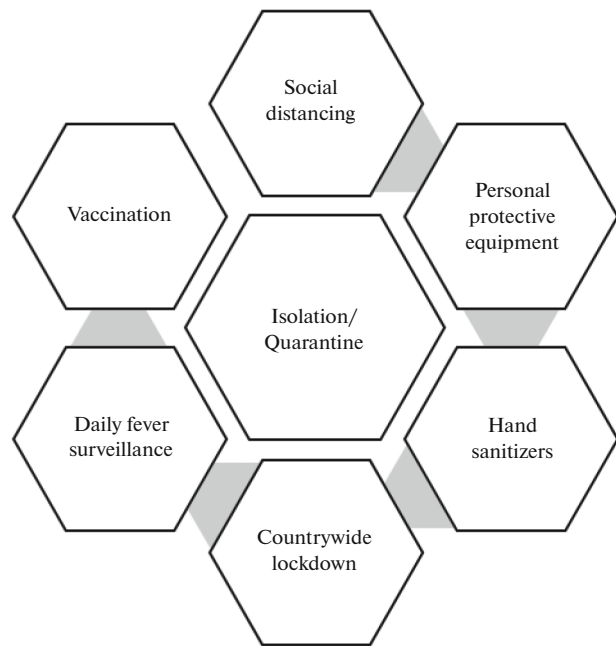 Social
distancing
Personal
protective
equipment
Vaccination
Isolation/
Quarantine
Daily fever
surveillance
Hand
sanitizers
Countrywide
lockdown